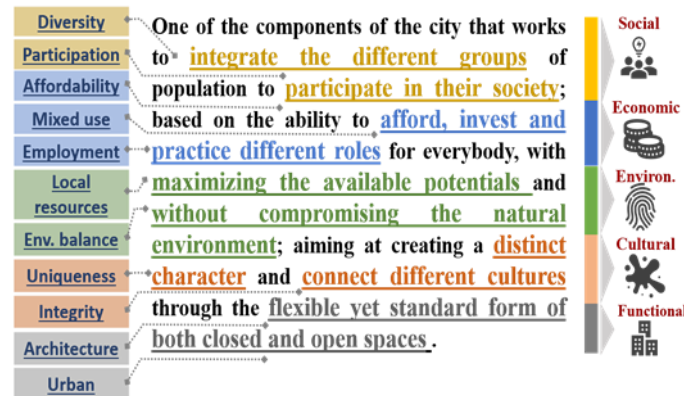 Diversity
Participation
Affordability
Mixed use
Employment
Local
resources
Env. balance
Uniqueness
Integrity
Architecture
Urban
One of the components of the city that works
to integrate the different groups of
population to participate in their society;
based on the ability to afford, invest and
practice different roles for everybody, with
maximizing the available potentials and
without compromising the natural
environment; aiming at creating a distinct
character and connect different cultures
through the flexible yet standard form of
both closed and open spaces .
Social
Economic
Environ.
Cultural
Functional